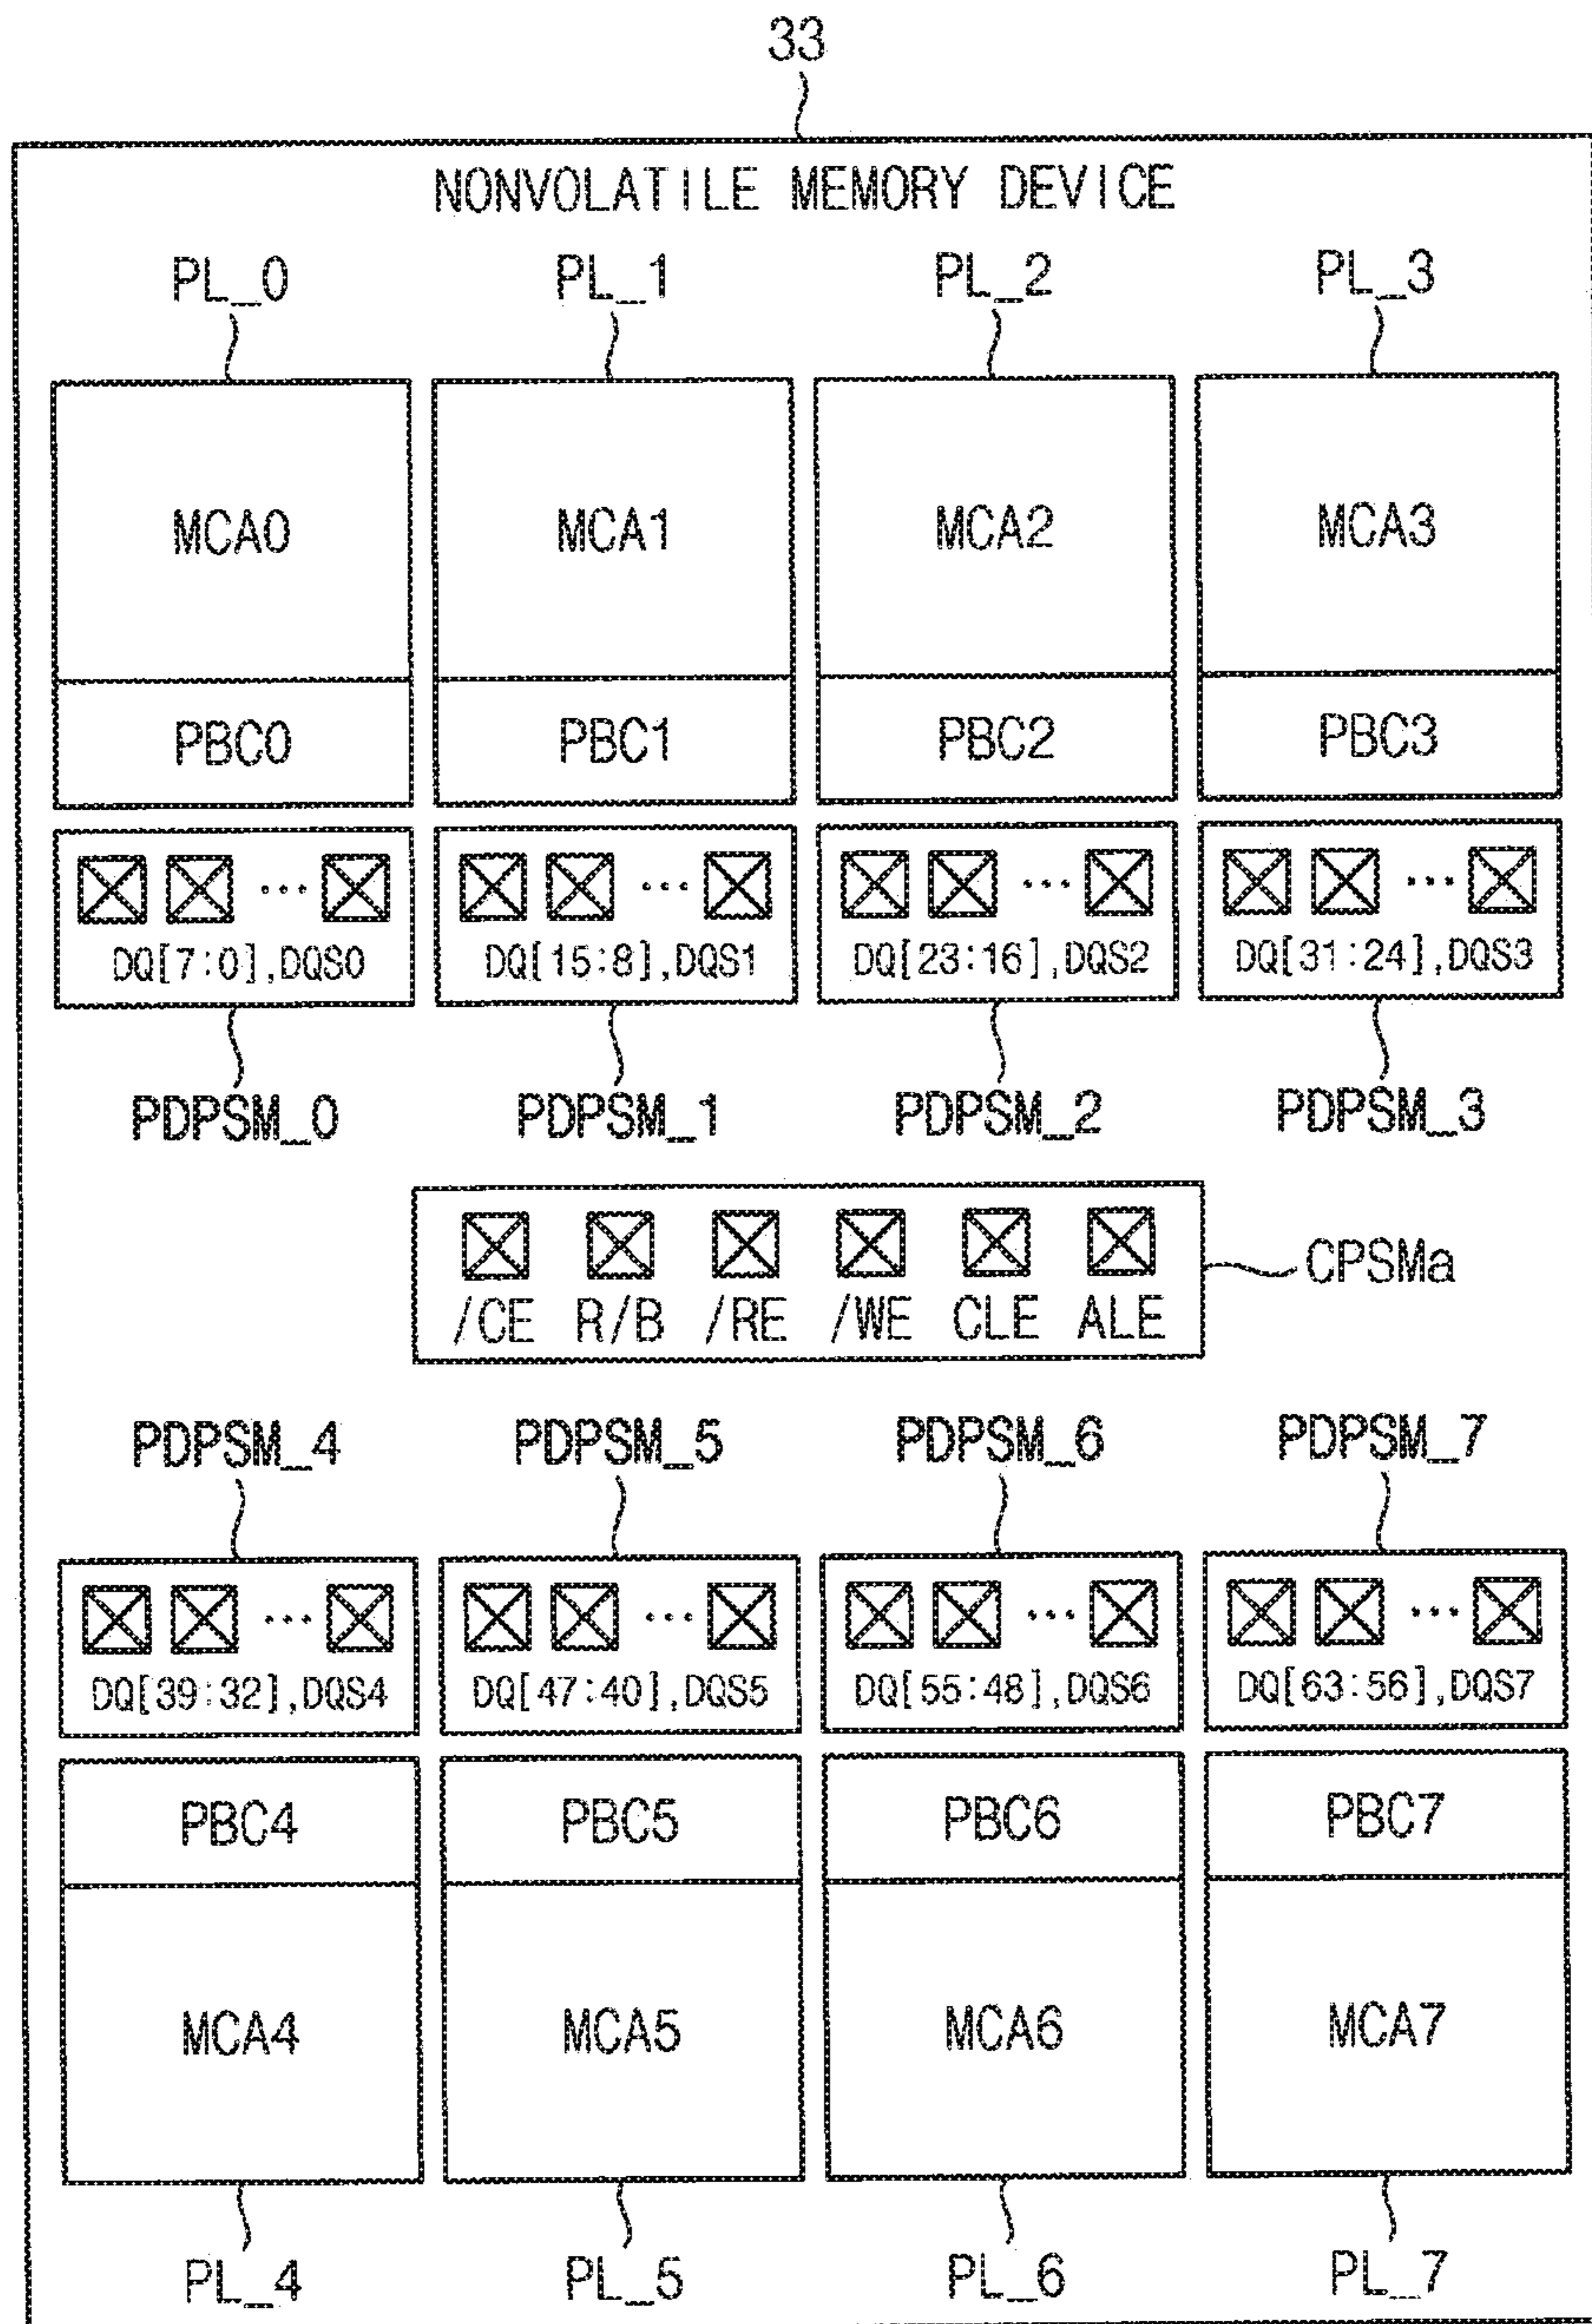 33
NONVOLATILE MEMORY DEVICE
PL_0 PL_1 PL_2 PL_3
MCA0 MCA1 MCA2 MCA3
PBC0 PBC1 PBC2 PBC3
DQ[7:0],DQS0 DQ[15:8],DQS1 DQ[23:16],DQS2 DQ[31:24],DQS3
PDPSM_0 PDPSM_1 PDPSM_2 PDPSM_3
CPSMa
/CE R/B /RE /WE CLE ALE
PDPSM_4 PDPSM_5 PDPSM_6 PDPSM_7
DQ[39:32],DQS4 DQ[47:40],DQS5 DQ[55:48],DQS6 DQ[63:56],DQS7
PBC4 PBC5 PBC6 PBC7
MCA4 MCA5 MCA6 MCA7
PL_4 PL_5 PL_6 PL_7